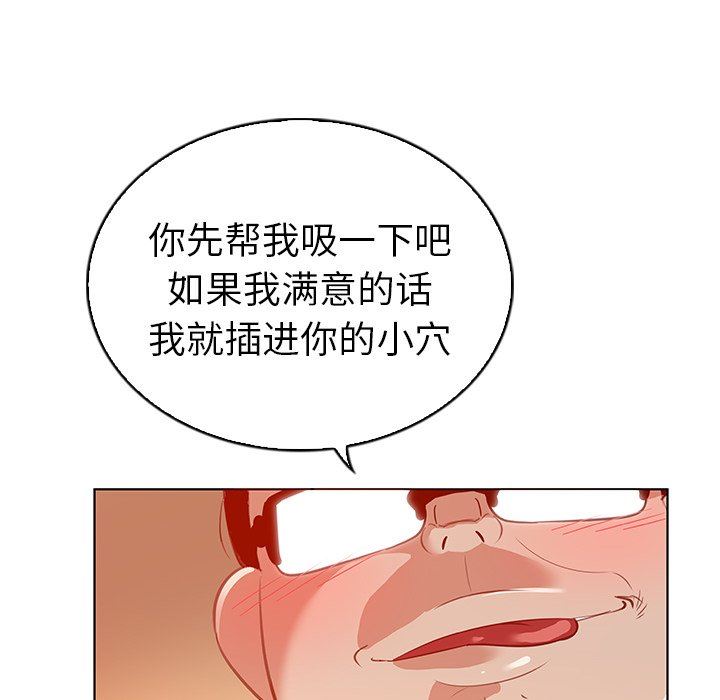 你先帮我吸一下吧
如果我满意的话
我就插进你的小穴